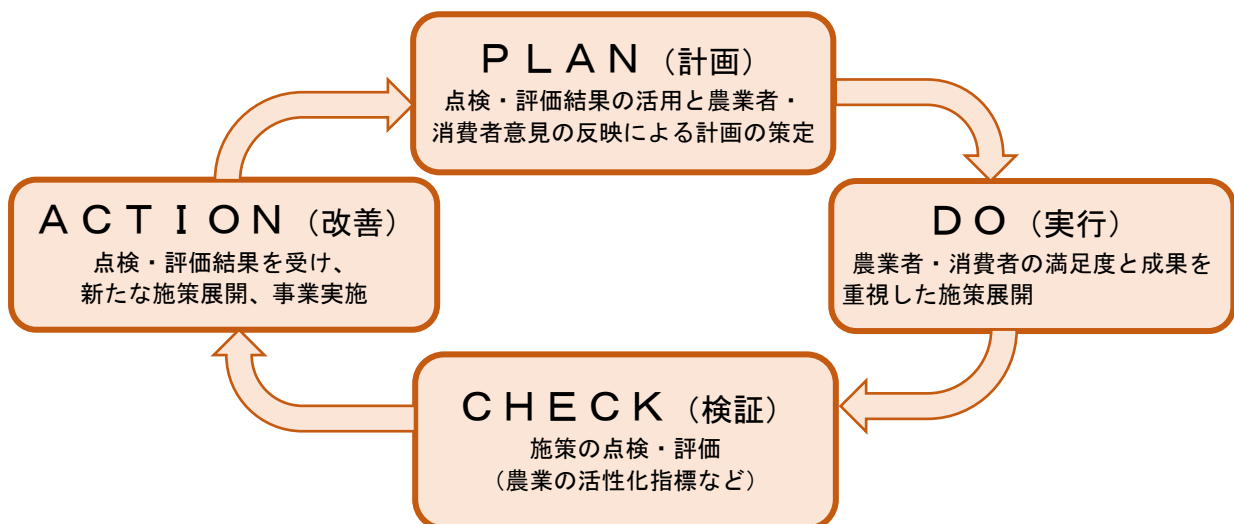 ＰＬＡＮ（計画）
点検・評価結果の活用と農業者・
消費者意見の反映による計画の策定
ＤＯ（実行）
農業者・消費者の満足度と成果を
重視した施策展開
ＣＨＥＣＫ（検証）
施策の点検・評価
（農業の活性化指標など）
ＡＣＴＩＯＮ（改善）
点検・評価結果を受け、
新たな施策展開、事業実施